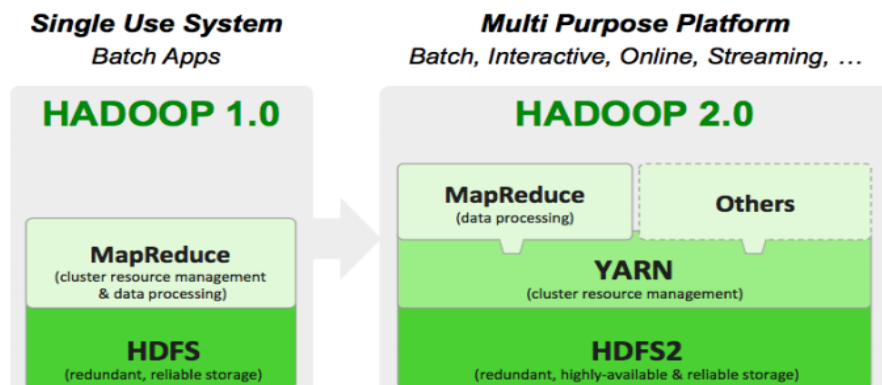 Single Use System
Batch Apps
HADOOP 1.0
MapReduce
(cluster resource management
& data processing)
HDFS
(redundant, reliable storage)
Multi Purpose Platform
Batch, Interactive, Online, Streaming, …
HADOOP 2.0
MapReduce
(data processing)
Others
YARN
(cluster resource management)
HDFS2
(redundant, highly-available & reliable storage)